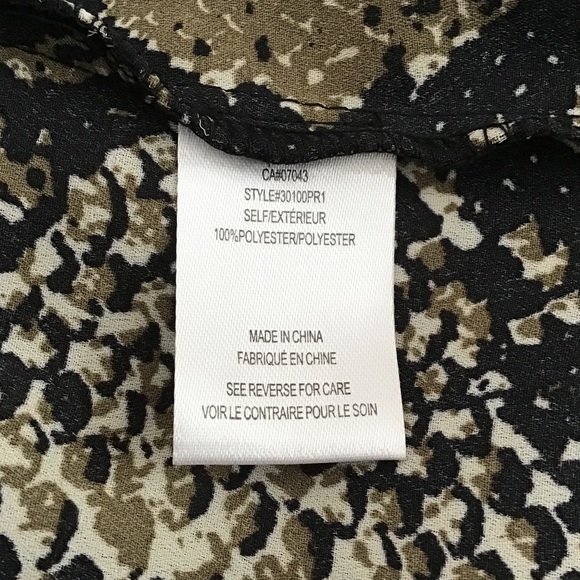 CA#07043
STYLE#30100PR1
SELF/EXTÉRIEUR
100%POLYESTER/POLYESTER
MADE IN CHINA
FABRIQUÉ EN CHINE
SEE REVERSE FOR CARE
VOIR LE CONTRAIRE POUR LE SOIN